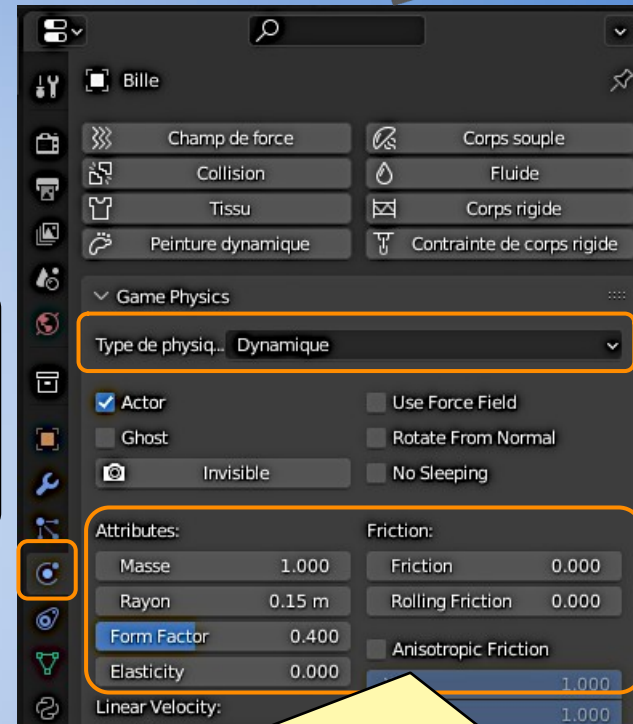 Bille
Champ de force
Corps souple
Collision
Fluide
Tissu
Corps rigide
Peinture dynamique
Contrainte de corps rigide
Game Physics
Type de physiq... Dynamique
Actor
Use Force Field
Ghost
Rotate From Normal
Invisible
No Sleeping
Attributes:
Friction:
Masse 1.000
Friction 0.000
Rayon 0.15 m
Rolling Friction 0.000
Form Factor 0.400
Anisotropic Friction
Elasticity 0.000
1.000
Linear Velocity:
1.000